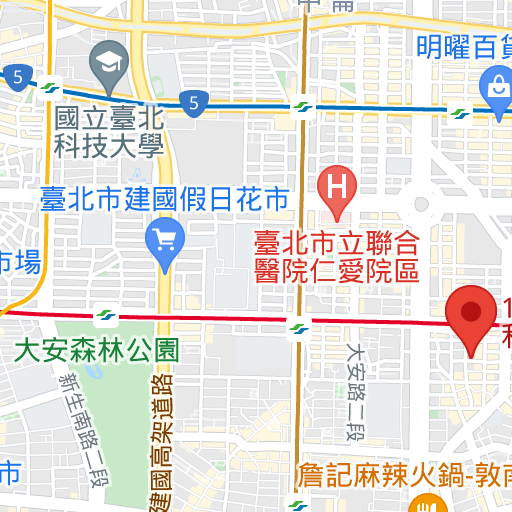 中
明曜百貨
5
5
國立臺北
科技大學
H
臺北市建國假日花市
臺北市立聯合
醫院仁愛院區
市場
大安森林公園
1
大安路二段
新生南路二段
建國高架道路
詹記麻辣火鍋-敦南
市